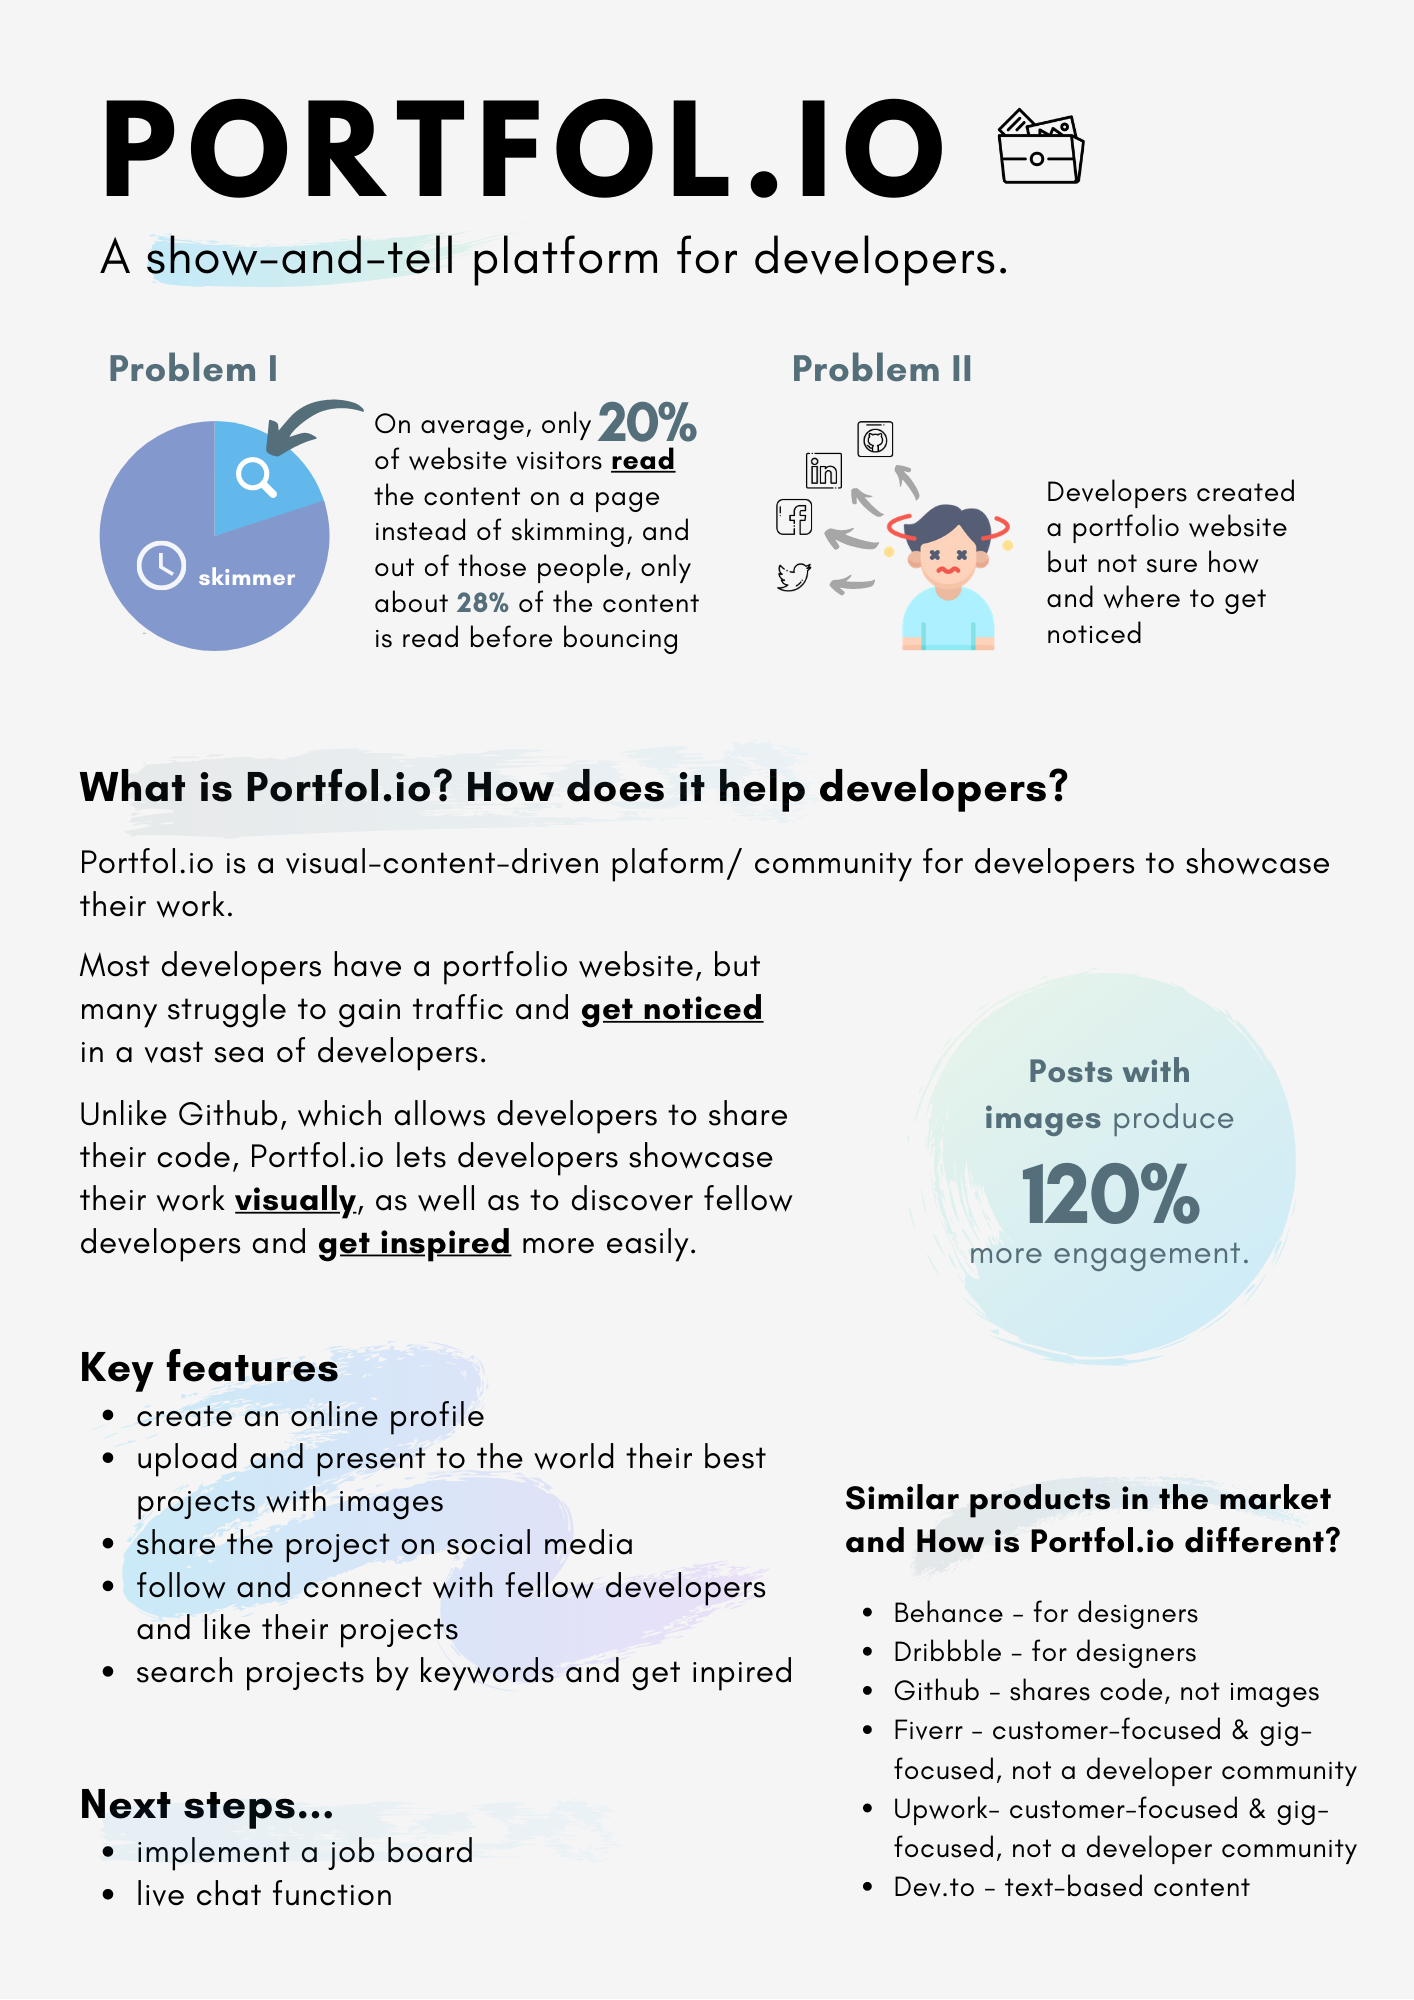 PORTFOL.IO
A show-and-tell platform for developers.
Problem I
skimmer
On average, only 20%
of website visitors read
the content on a page
instead of skimming, and
out of those people, only
about 28% of the content
is read before bouncing
Problem II
in
Developers created
a portfolio website
but not sure how
and where to get
noticed
What is Portfol.io? How does it help developers?
Portfol.io is a visual-content-driven plaform/ community for developers to showcase
their work.
Most developers have a portfolio website, but
many struggle to gain traffic and get noticed
in a vast sea of developers.
Unlike Github, which allows developers to share
their code, Portfol.io lets developers showcase
their work visually, as well as to discover fellow
developers and get inspired more easily.
Posts with
images produce
120%
more engagement.
Key features
• create an online profile
• upload and present to the world their best
projects with images
• share the project on social media
• follow and connect with fellow developers
and like their projects
• search projects by keywords and get inpired
Next steps...
• implement a job board
• live chat function
Similar products in the market
and How is Portfol.io different?
• Behance - for designers
• Dribbble - for designers
• Github - shares code, not images
• Fiverr - customer-focused & gig-
focused, not a developer community
• Upwork- customer-focused & gig-
focused, not a developer community
• Dev.to - text-based content